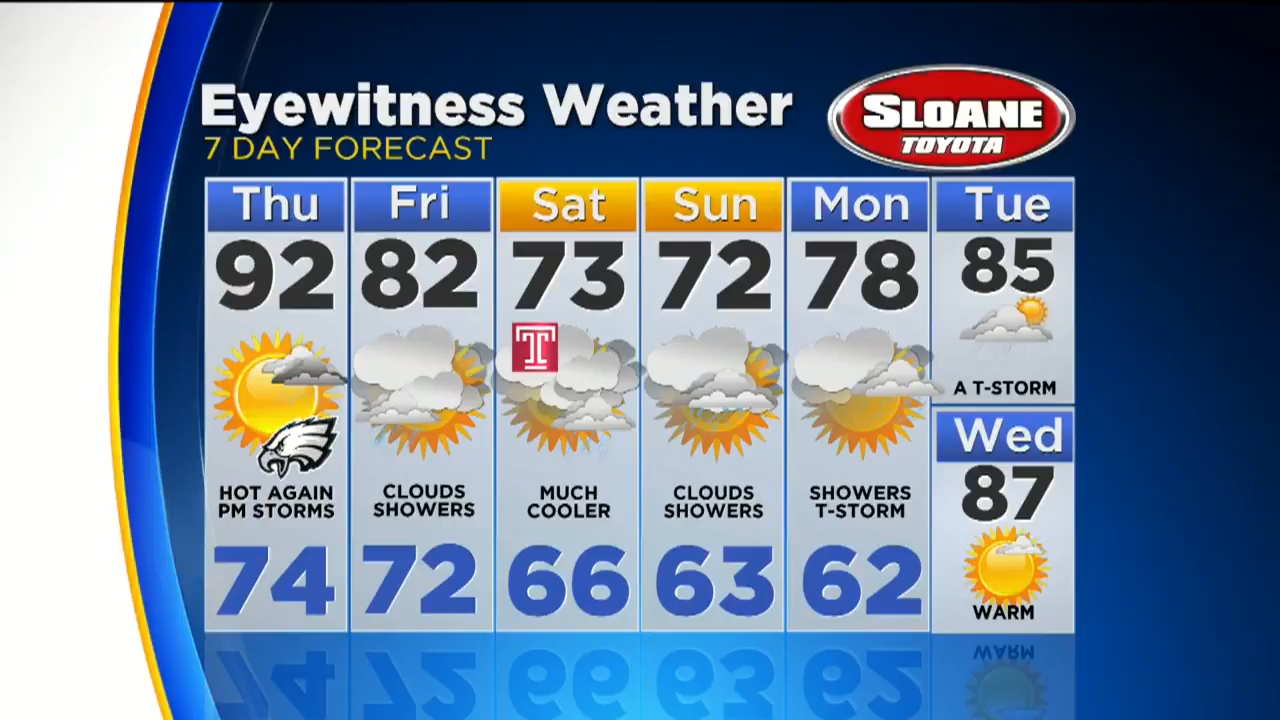 Eyewitness Weather
7 DAY FORECAST
SLOANE
TOYOTA
Thu
92
HOT AGAIN
PM STORMS
74
Fri
82
CLOUDS
SHOWERS
72
Sat
73
T
MUCH
COOLER
66
Sun
72
CLOUDS
SHOWERS
63
Mon
78
SHOWERS
T-STORM
62
Tue
85
A T-STORM
Wed
87
WARM